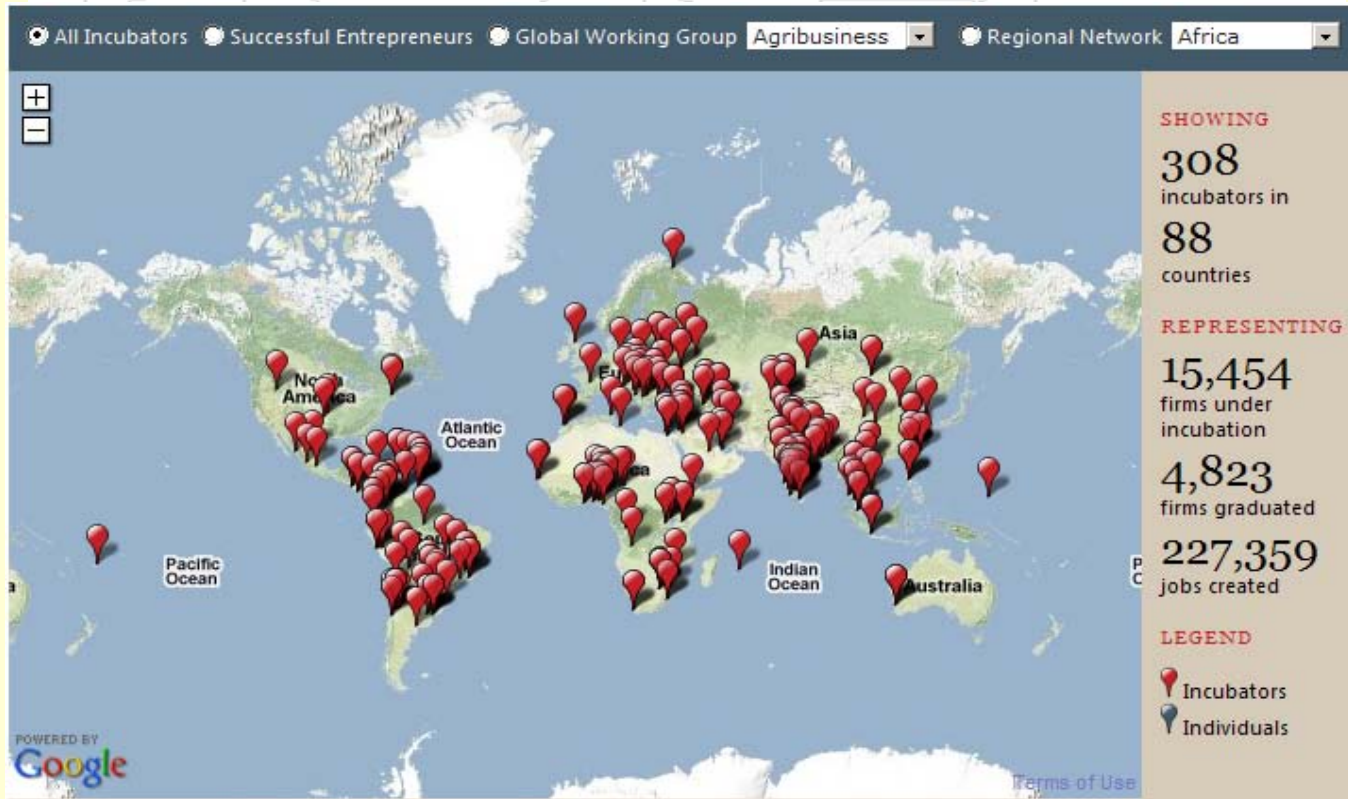 All Incubators Successful Entrepreneurs Global Working Group Agribusiness Regional Network Africa
+
−
SHOWING
308
incubators in
88
countries
REPRESENTING
15,454
firms under
incubation
4,823
firms graduated
227,359
jobs created
LEGEND
Incubators
Individuals
Asia
North
America
Atlantic
Ocean
Pacific
Ocean
Indian
Ocean
Australia
POWERED BY
Google
Terms of Use